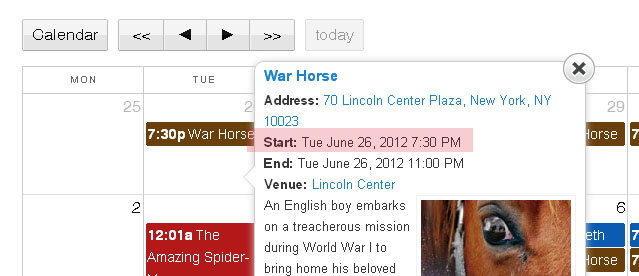 Calendar
<<
>>
today
MON
TUE
25
2
29
7:30p War Horse
Horse
7
2
12:01a The
Amazing Spider-
6
eth
7
Horse
7
War Horse
Address: 70 Lincoln Center Plaza, New York, NY
10023
Start: Tue June 26, 2012 7:30 PM
End: Tue June 26, 2012 11:00 PM
Venue: Lincoln Center
An English boy embarks
on a treacherous mission
during World War I to
bring home his beloved